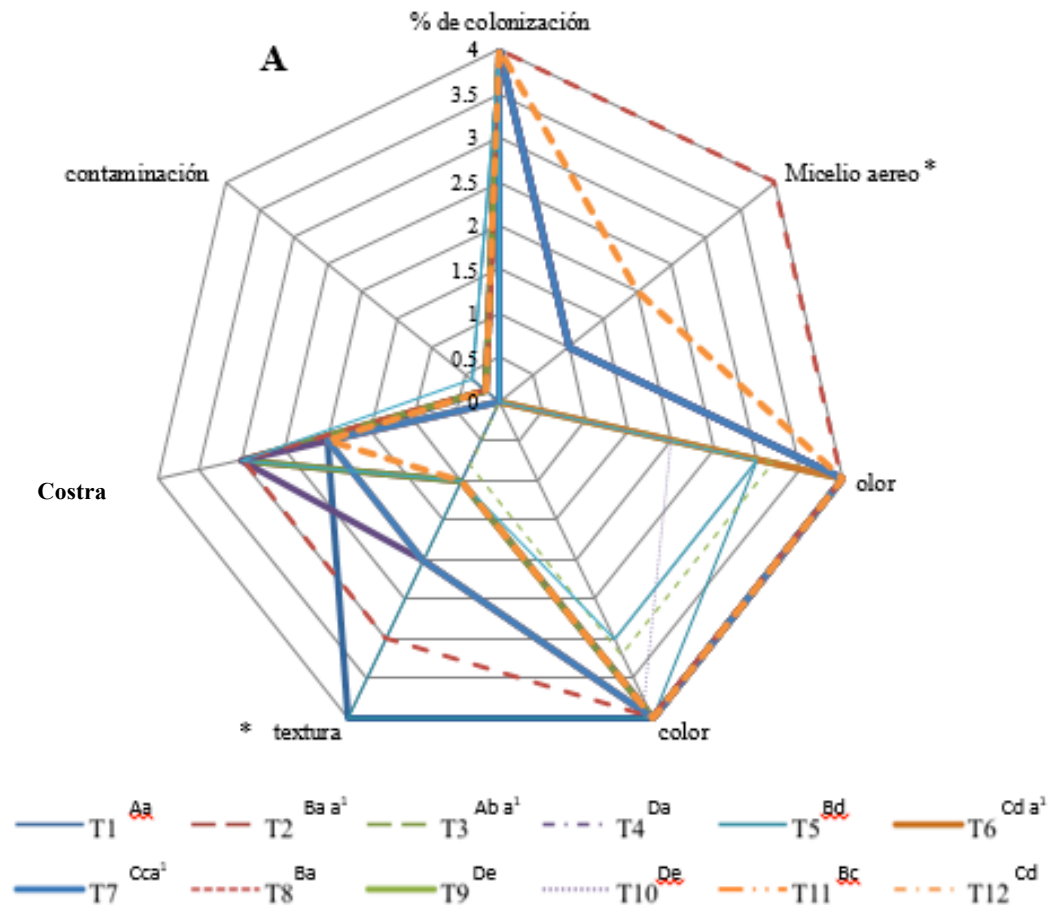 % de colonización
A
4
3.5
3
2.5
2
1.5
1
0.5
0
contaminación
Micelio aereo *
Costra
olor
* textura
color
T1 Aa
T2 Ba a¹
T3 Ab a¹
T4 Da
T5 Bd
T6 Cd a¹
T7 Cca¹
T8 Ba
T9 De
T10 De
T11 Bc
T12 Cd